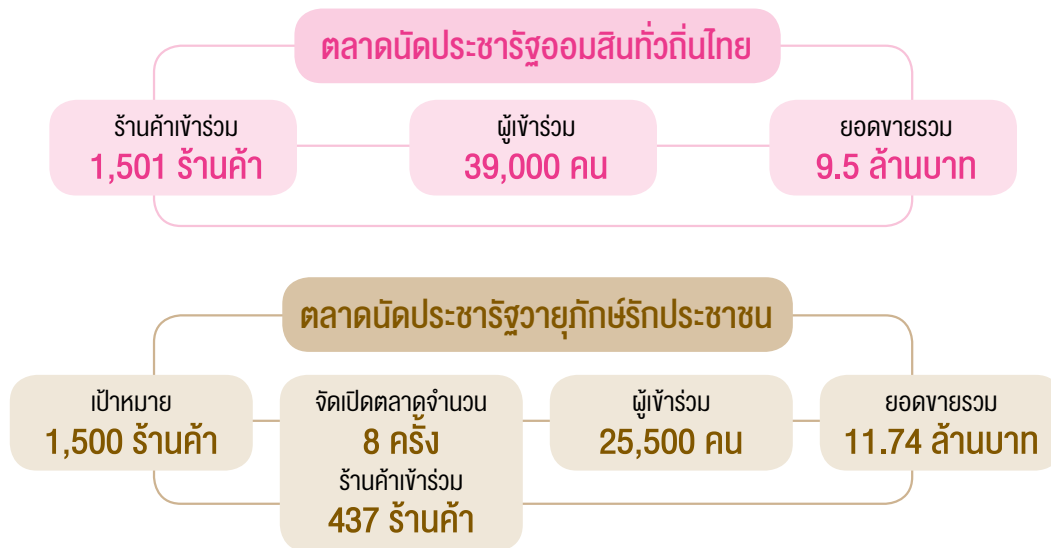 ตลาดนัดประชารัฐออมสินทั่วถิ่นไทย
ร้านค้าเข้าร่วม
1,501 ร้านค้า
ผู้เข้าร่วม
39,000 คน
ยอดขายรวม
9.5 ล้านบาท
ตลาดนัดประชารัฐวายุภักษ์รักประชาชน
เป้าหมาย
1,500 ร้านค้า
จัดเปิดตลาดจำนวน
8 ครั้ง
ร้านค้าเข้าร่วม
437 ร้านค้า
ผู้เข้าร่วม
25,500 คน
ยอดขายรวม
11.74 ล้านบาท